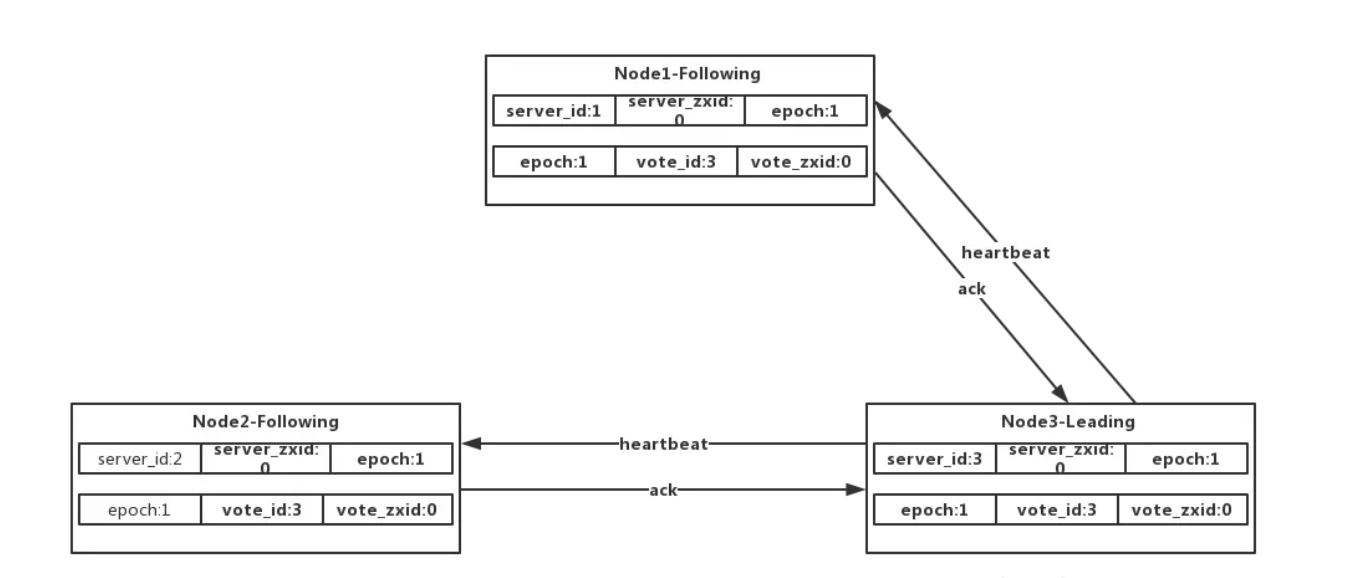 Node1-Following
server_id:1
server_zxid:
0
epoch:1
epoch:1
vote_id:3
vote_zxid:0
heartbeat
ack
Node2-Following
server_id:2
server_zxid:
0
epoch:1
epoch:1
vote_id:3
vote_zxid:0
heartbeat
ack
Node3-Leading
server_id:3
server_zxid:
0
epoch:1
epoch:1
vote_id:3
vote_zxid:0